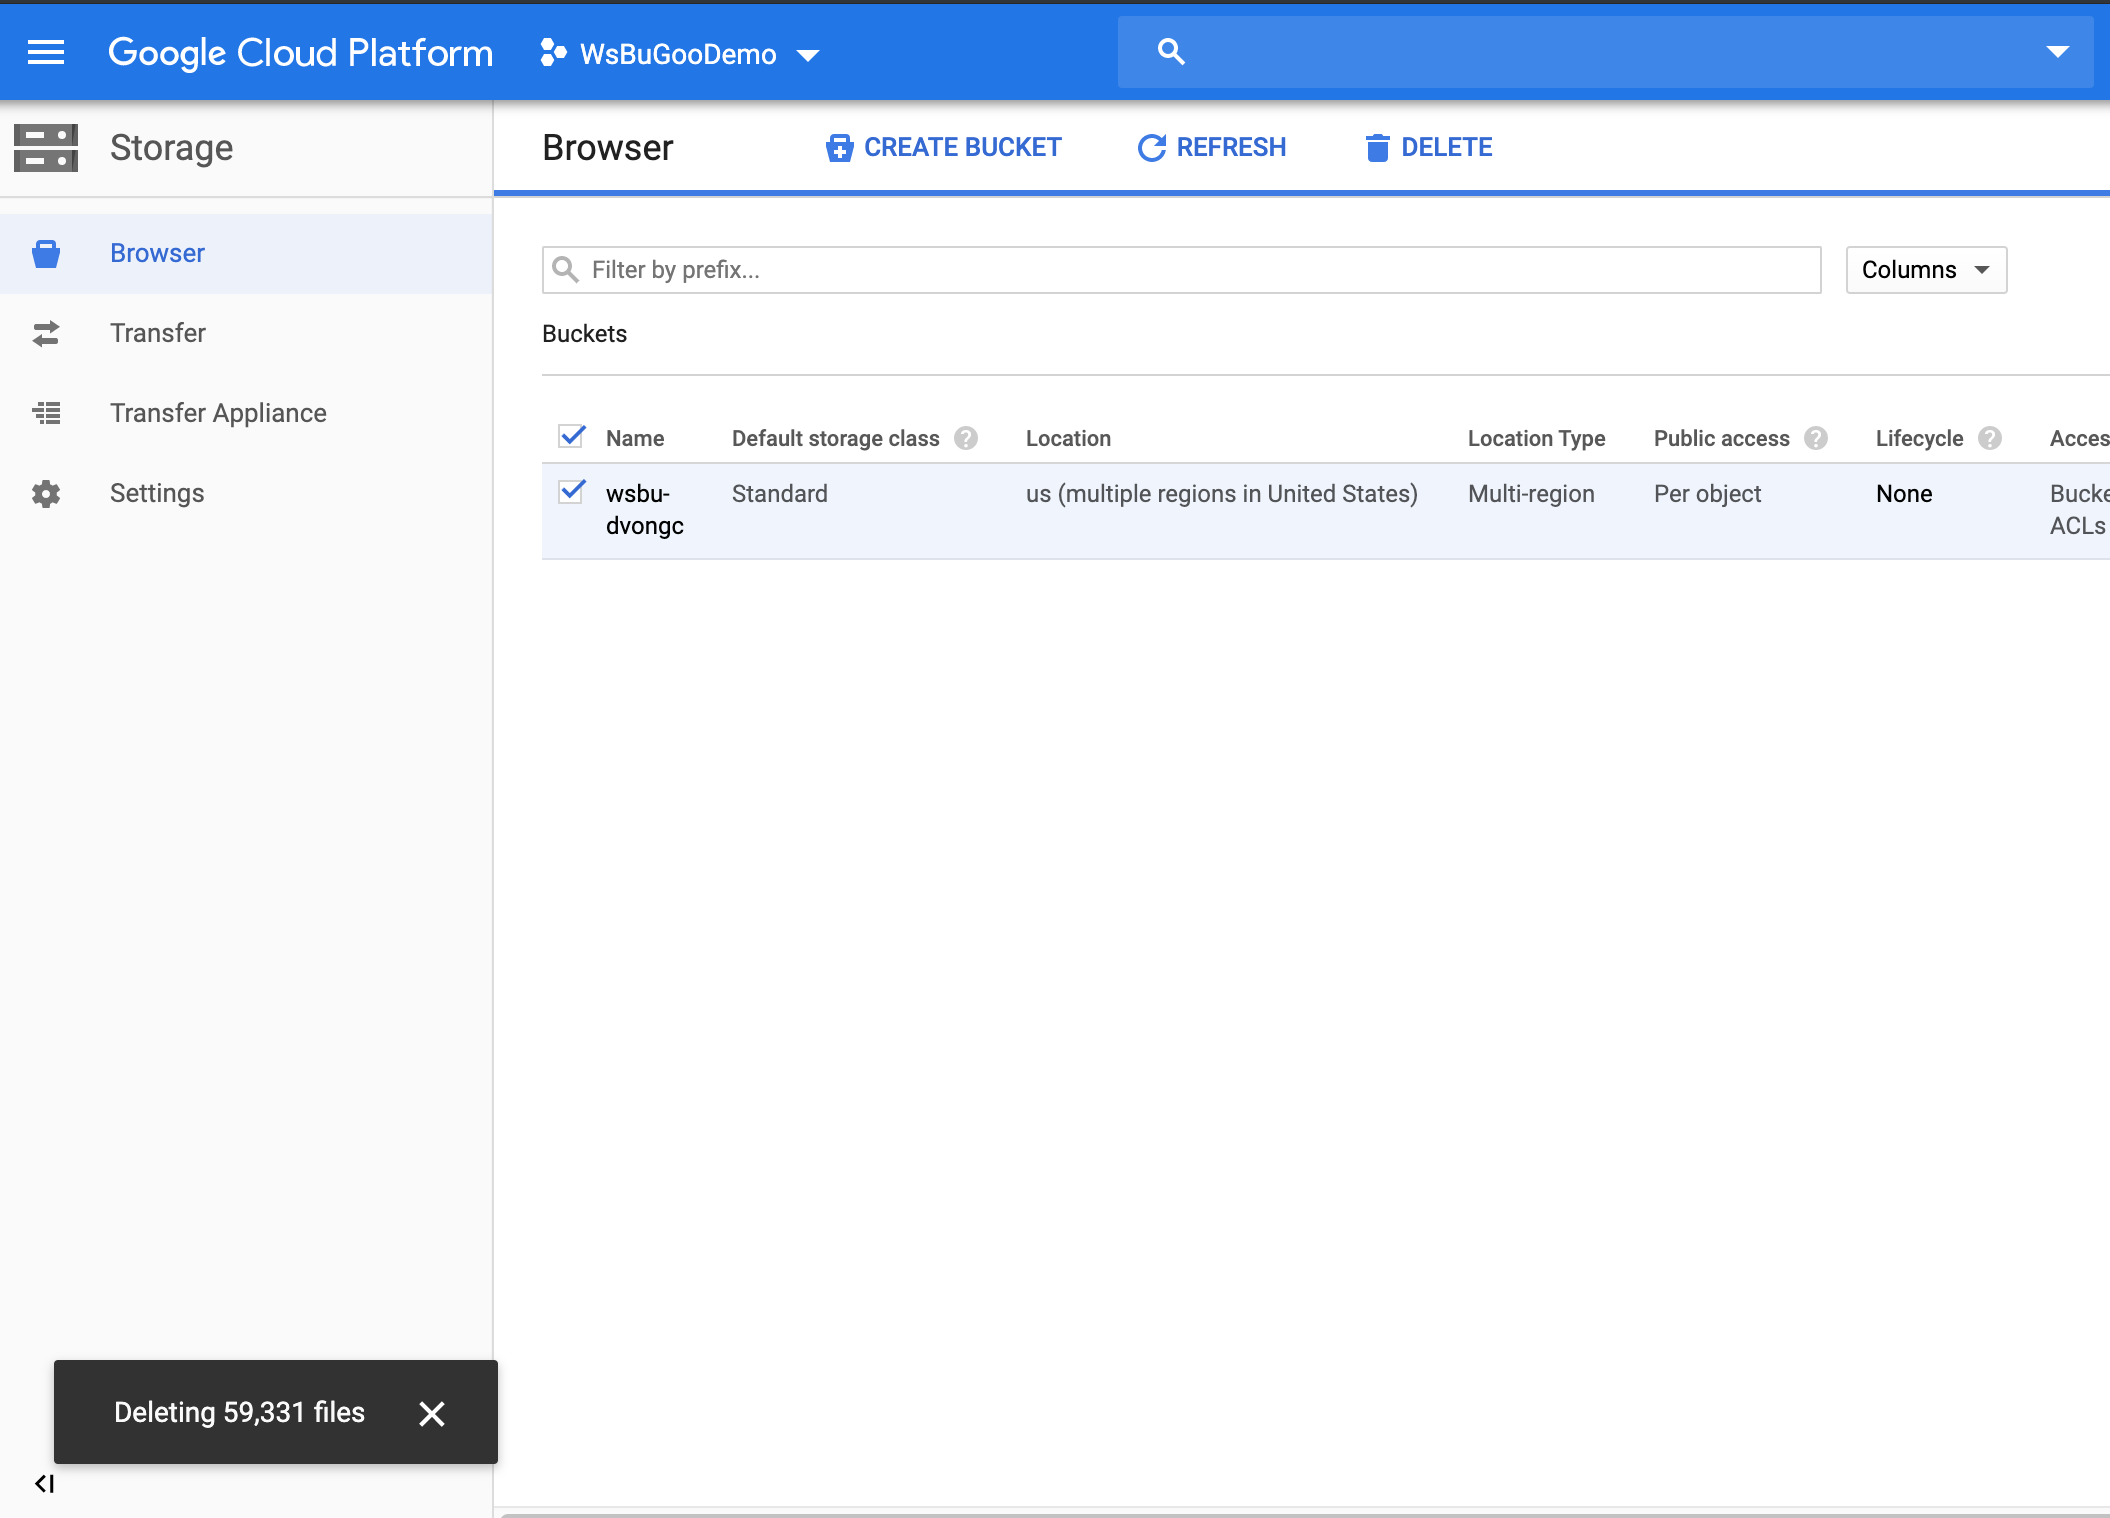 Google Cloud Platform
WsBuGooDemo
Storage
Browser
CREATE BUCKET
REFRESH
DELETE
Browser
Transfer
Transfer Appliance
Settings
Filter by prefix...
Columns
Buckets
Name Default storage class Location Location Type Public access Lifecycle Acces
wsbu- Standard us (multiple regions in United States) Multi-region Per object None Bucke
dvongc ACLs
Deleting 59,331 files